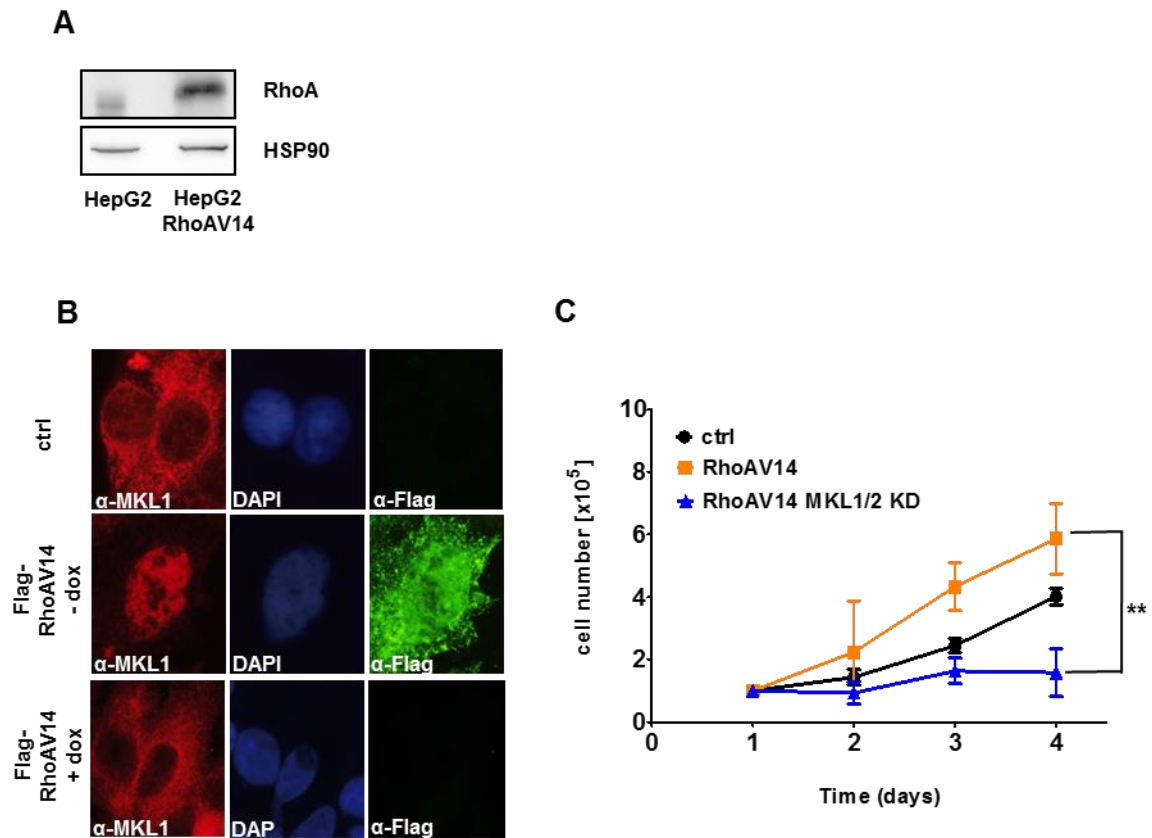 A
RhoA
HSP90
HepG2
HepG2
RhoAV14
B
ctrl
α-MKL1
DAPI
α-Flag
Flag-
RhoAV14
- dox
α-MKL1
DAPI
α-Flag
Flag-
RhoAV14
+ dox
α-MKL1
DAP
α-Flag
C
cell number [x10⁵]
10
8
6
4
2
0
0
1
2
3
4
Time (days)
ctrl
RhoAV14
RhoAV14 MKL1/2 KD
**